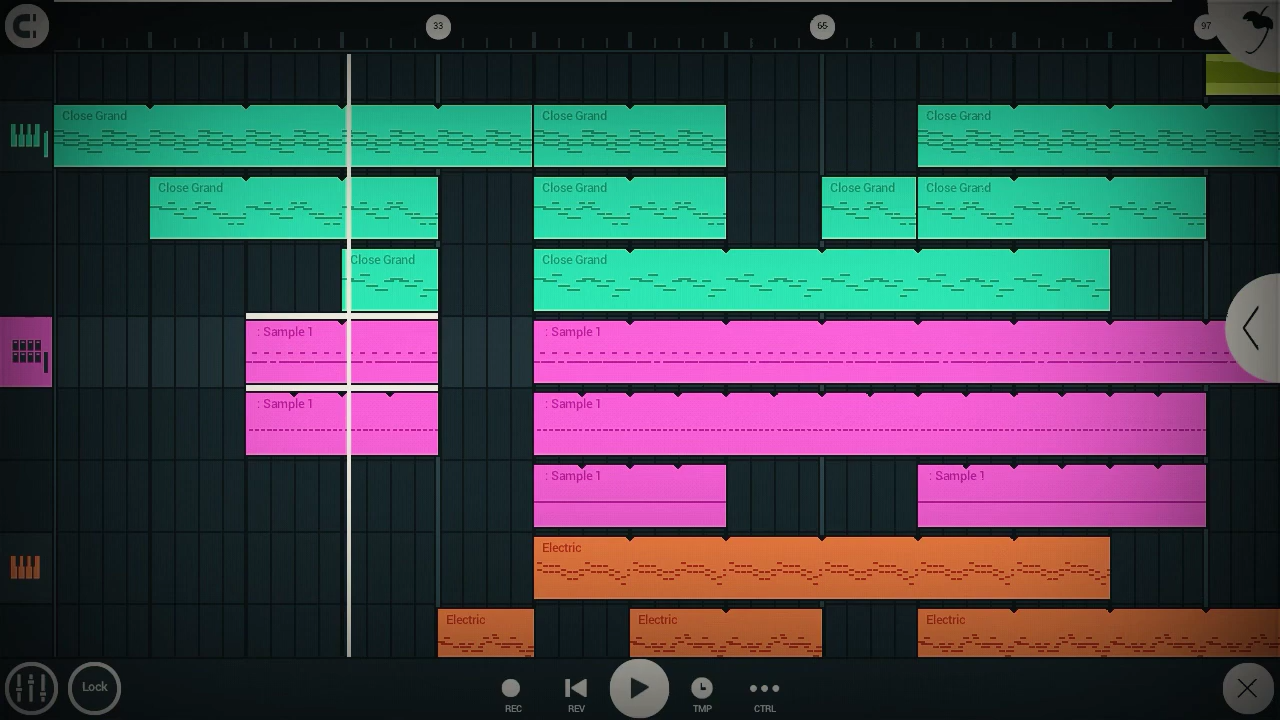 33
65
97
Close Grand
Close Grand
Close Grand
Close Grand
Close Grand
Close Grand
Close Grand
Close Grand
Close Grand
: Sample 1
: Sample 1
: Sample 1
: Sample 1
: Sample 1
: Sample 1
Electric
Electric
Electric
Electric
Lock
REC
REV
TMP
CTRL